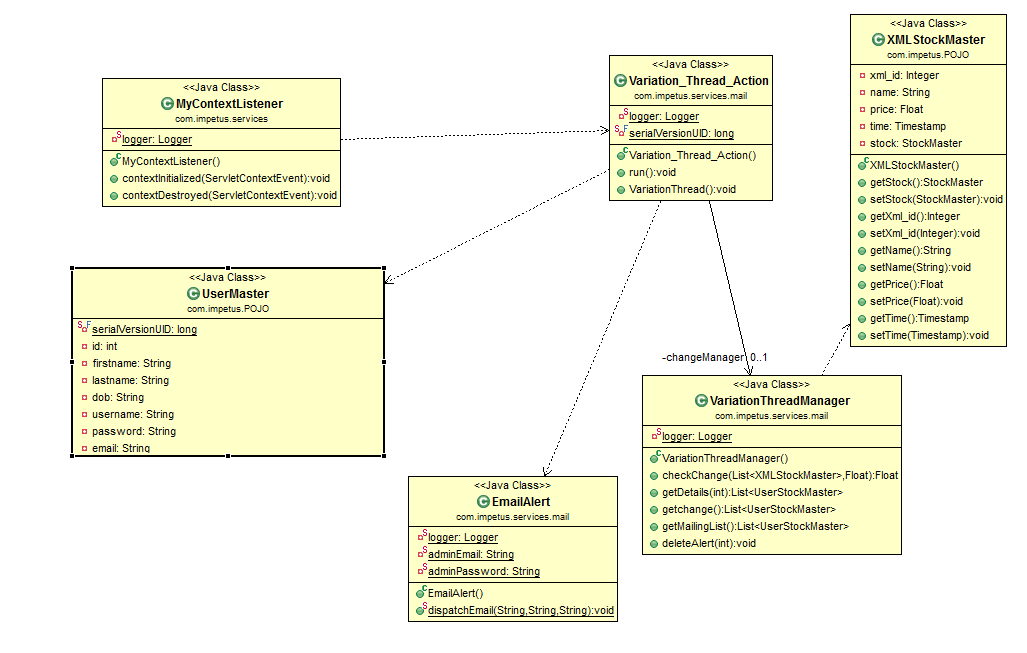 <<Java Class>>
MyContextListener
com.impetus.services
logger: Logger
MyContextListener()
contextInitialized(ServletContextEvent):void
contextDestroyed(ServletContextEvent):void
<<Java Class>>
Variation_Thread_Action
com.impetus.services.mail
logger: Logger
serialVersionUID: long
Variation_Thread_Action()
run():void
VariationThread():void
<<Java Class>>
XMLStockMaster
com.impetus.POJO
xml_id: Integer
name: String
price: Float
time: Timestamp
stock: StockMaster
XMLStockMaster()
getStock():StockMaster
setStock(StockMaster):void
getXml_id():Integer
setXml_id(Integer):void
getName():String
setName(String):void
getPrice():Float
setPrice(Float):void
getTime():Timestamp
setTime(Timestamp):void
<<Java Class>>
UserMaster
com.impetus.POJO
serialVersionUID: long
id: int
firstname: String
lastname: String
dob: String
username: String
password: String
email: String
-changeManager 0..1
<<Java Class>>
VariationThreadManager
com.impetus.services.mail
logger: Logger
VariationThreadManager()
checkChange(List<XMLStockMaster>,Float):Float
getDetails(int):List<UserStockMaster>
getchange():List<UserStockMaster>
getMailingList():List<UserStockMaster>
deleteAlert(int):void
<<Java Class>>
EmailAlert
com.impetus.services.mail
logger: Logger
adminEmail: String
adminPassword: String
EmailAlert()
dispatchEmail(String,String,String):void